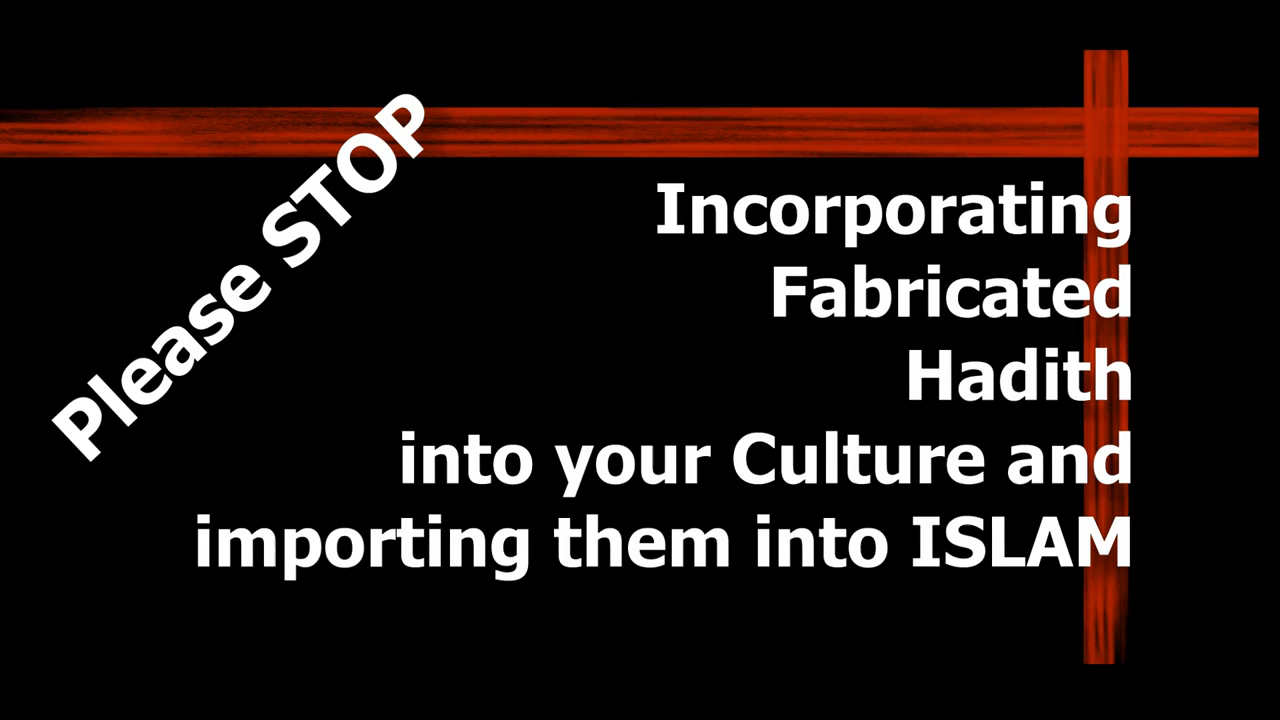 Please STOP
Incorporating
Fabricated
Hadith
into your Culture and
importing them into ISLAM